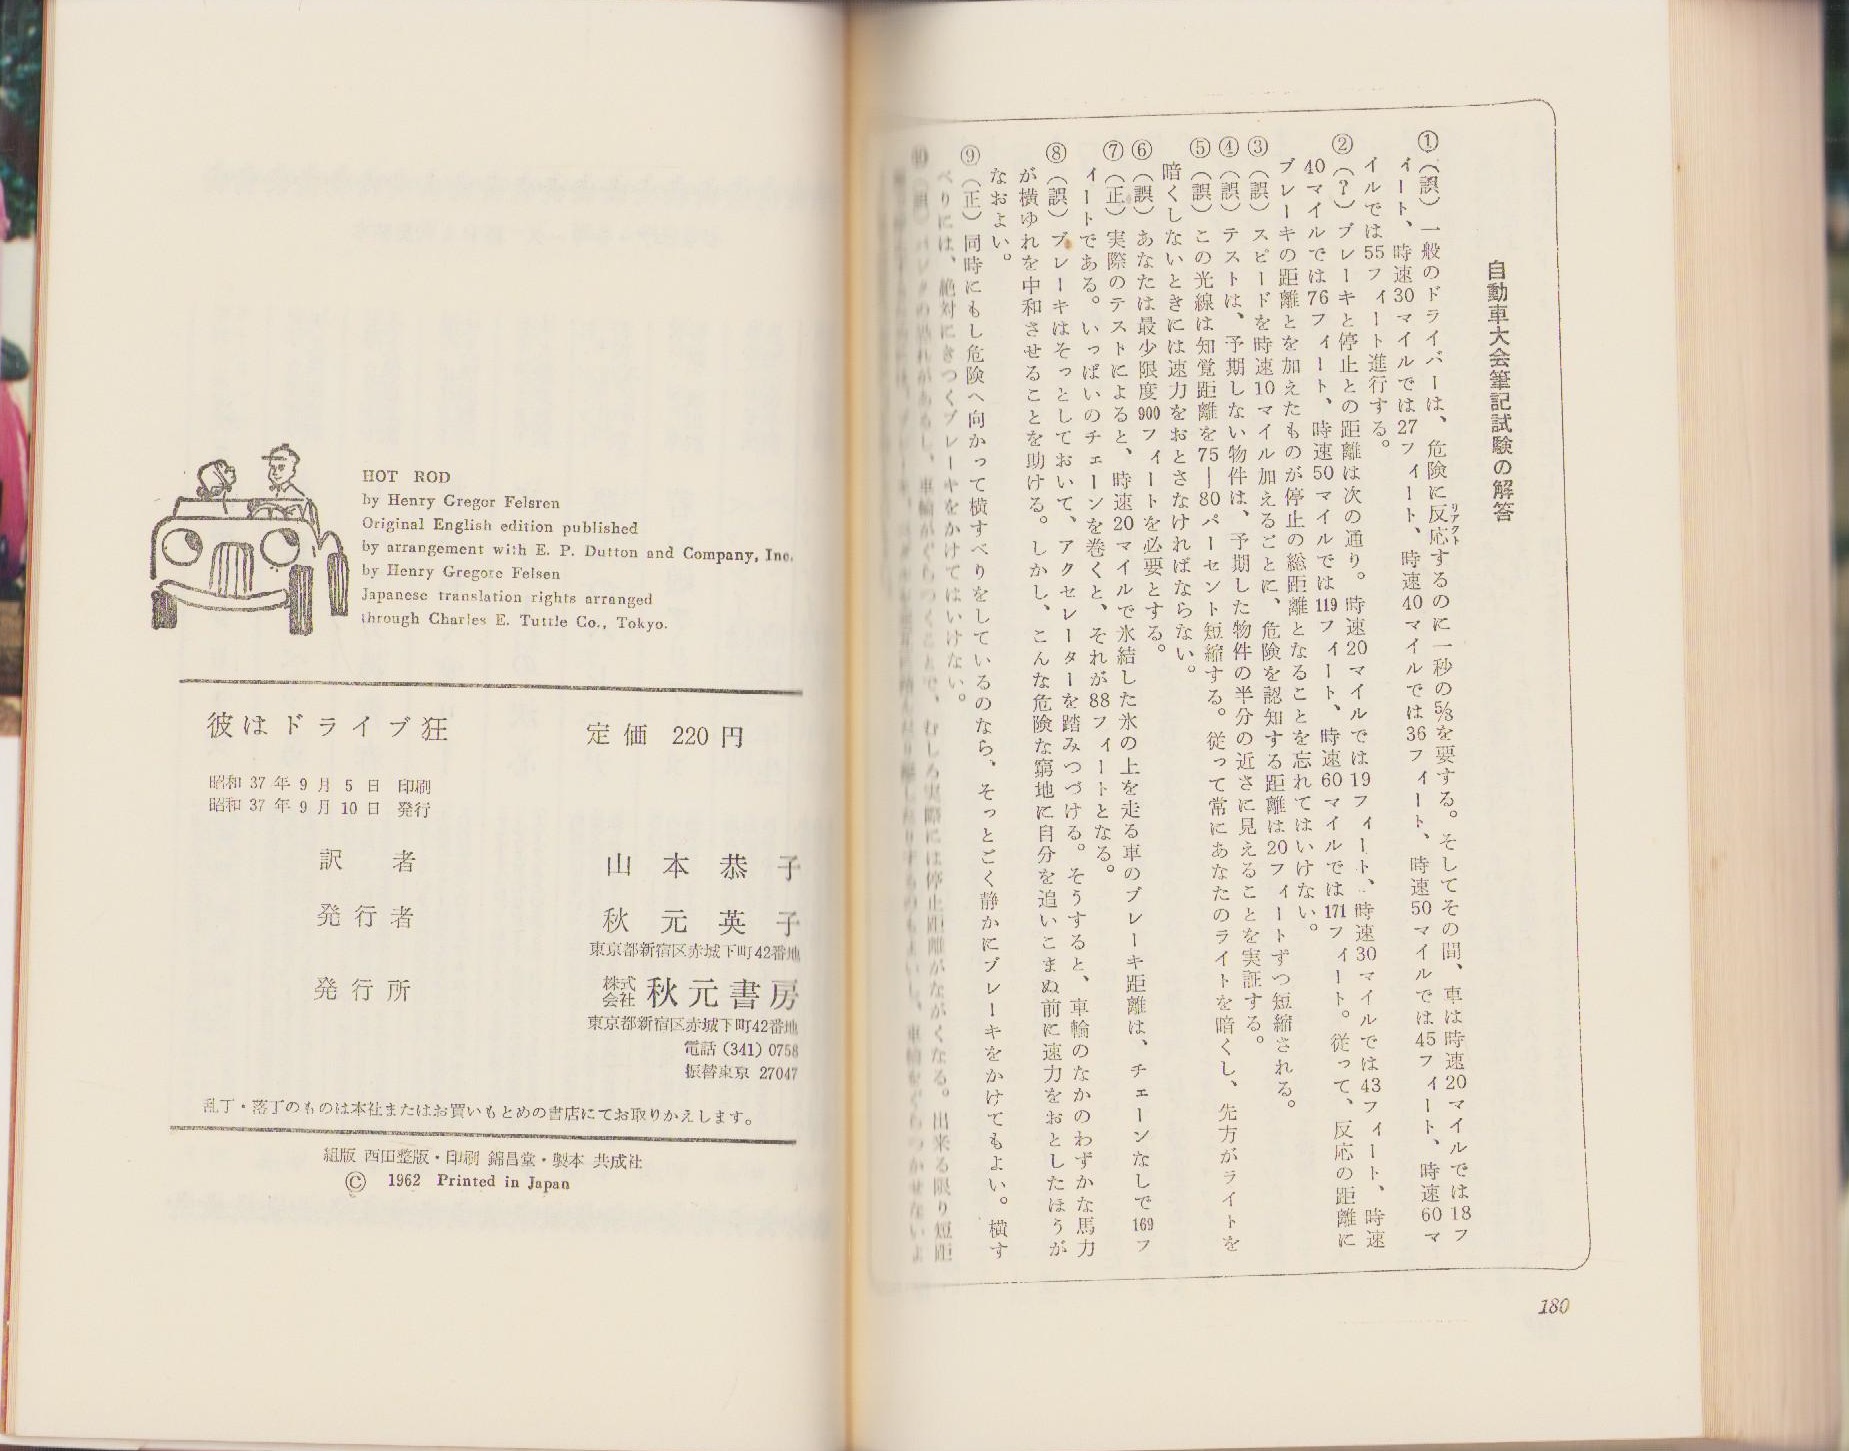 自動車大会筆記試験の解答
①（誤）一般のドライバーは、危険に反応するのに一秒の⅝を要する。そしてその間、車は時速20マイルでは18フ
リアクト
ィート、時速30マイルでは27フィート、時速40マイルでは36フィート、時速50マイルでは45フィート、時速60マ
イルでは55フィート進行する。
②（？）ブレーキと停止との距離は次の通り。時速20マイルでは19フィート、時速30マイルでは43フィート、時速
40マイルでは76フィート、時速50マイルでは119フィート、時速60マイルでは171フィート。従って、反応の距離に
ブレーキの距離とを加えたものが停止の総距離となることを忘れてはいけない。
③（誤）スピードを時速10マイル加えるごとに、危険を認知する距離は20フィートずつ短縮される。
④（誤）テストは、予期しない物件は、予期した物件の半分の近さに見えることを実証する。
⑤（誤）この光線は知覚距離を75―80パーセント短縮する。従って常にあなたのライトを暗くし、先方がライトを
暗くしないときには速力をおとさなければならない。
⑥（誤）あなたは最少限度900フィートを必要とする。
⑦（正）実際のテストによると、時速20マイルで氷結した氷の上を走る車のブレーキ距離は、チェーンなしで169フ
ィートである。いっぱいのチェーンを巻くと、それが88フィートとなる。
⑧（誤）ブレーキはそっとしておいて、アクセレーターを踏みつづける。そうすると、車輪のなかのわずかな馬力
が横ゆれを中和させることを助ける。しかし、こんな危険な窮地に自分を追いこまぬ前に速力をおとしたほうが
なおよい。
⑨（正）同時にもし危険へ向かって横すべりをしているのなら、そっとごく静かにブレーキをかけてもよい。横す
べりには、絶対にきつくブレーキをかけてはいけない。
180
HOT ROD
by Henry Gregor Felsren
Original English edition published
by arrangement with E. P. Dutton and Company, Inc.
by Henry Gregore Felsen
Japanese translation rights arranged
through Charles E. Tuttle Co., Tokyo.
彼はドライブ狂 定価 220円
昭和37年9月5日 印刷
昭和37年9月10日 発行
訳者 山本恭子
発行者 秋元英子
東京都新宿区赤城下町42番地
発行所 株式会社 秋元書房
東京都新宿区赤城下町42番地
電話 (341) 0758
振替東京 27047
乱丁・落丁のものは本社またはお買いもとめの書店にてお取りかえします。
組版 西田整版・印刷 錦昌堂・製本 共成社
© 1962 Printed in Japan